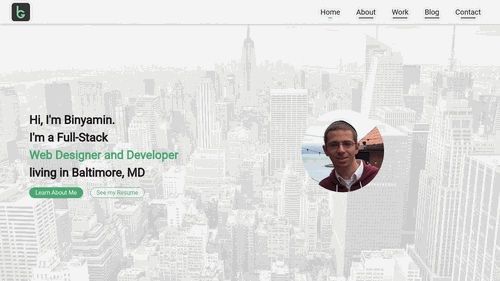 Home About Work Blog Contact
Hi, I'm Binyamin.
I'm a Full-Stack
Web Designer and Developer
living in Baltimore, MD
Learn About Me See my Resume